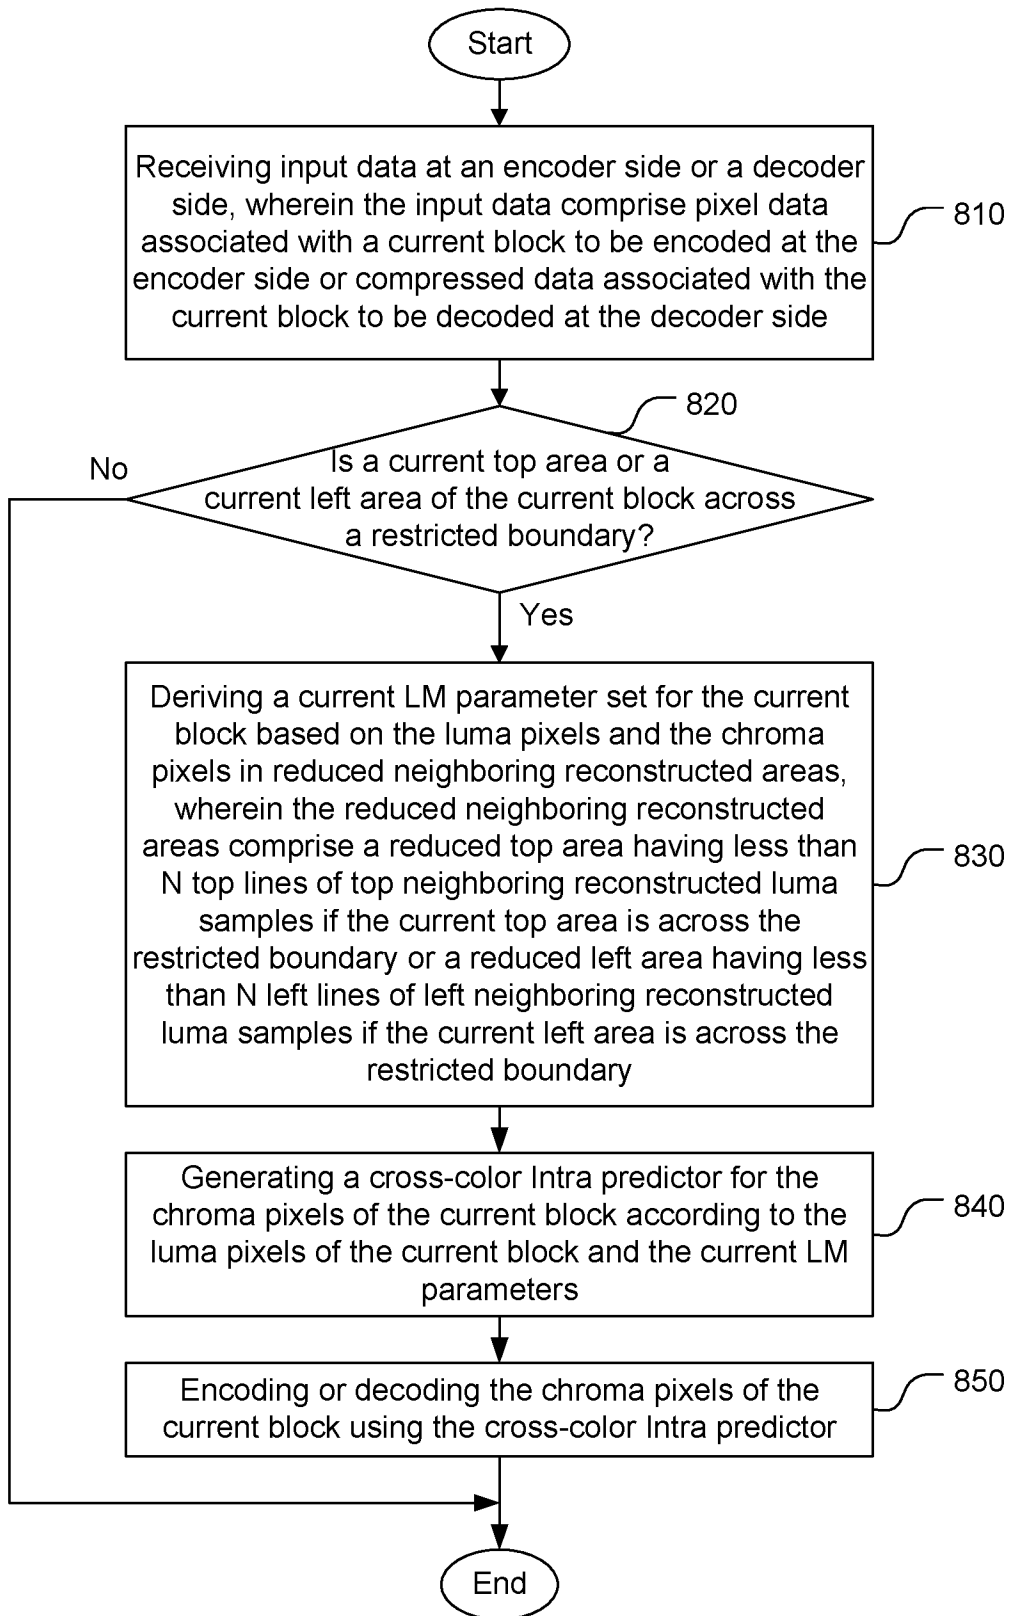 Start
Receiving input data at an encoder side or a decoder
side, wherein the input data comprise pixel data
associated with a current block to be encoded at the
encoder side or compressed data associated with the
current block to be decoded at the decoder side
810
820
No
Is a current top area or a
current left area of the current block across
a restricted boundary?
Yes
Deriving a current LM parameter set for the current
block based on the luma pixels and the chroma
pixels in reduced neighboring reconstructed areas,
wherein the reduced neighboring reconstructed
areas comprise a reduced top area having less than
N top lines of top neighboring reconstructed luma
samples if the current top area is across the
restricted boundary or a reduced left area having less
than N left lines of left neighboring reconstructed
luma samples if the current left area is across the
restricted boundary
830
Generating a cross-color Intra predictor for the
chroma pixels of the current block according to the
luma pixels of the current block and the current LM
parameters
840
Encoding or decoding the chroma pixels of the
current block using the cross-color Intra predictor
850
End